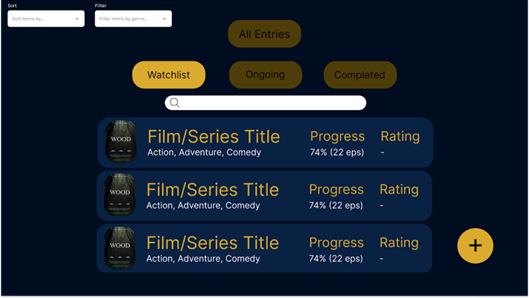 Sort
Filter
Sort items by...
Filter items by genre...
All Entries
Watchlist
Ongoing
Completed
WOOD
Film/Series Title
Progress
Rating
Action, Adventure, Comedy
74% (22 eps)
-
WOOD
Film/Series Title
Progress
Rating
Action, Adventure, Comedy
74% (22 eps)
-
WOOD
Film/Series Title
Progress
Rating
Action, Adventure, Comedy
74% (22 eps)
-
+